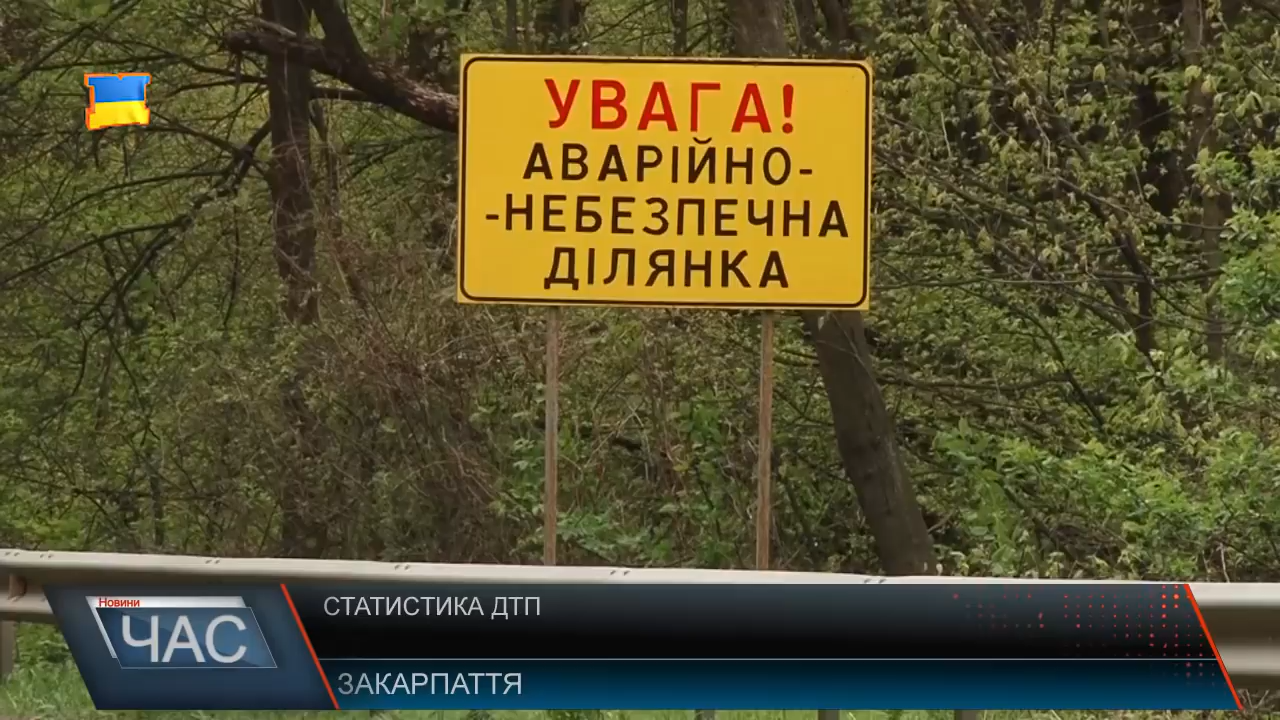 УВАГА!
АВАРІЙНО-
-НЕБЕЗПЕЧНА
ДІЛЯНКА
Новини
ЧАС
СТАТИСТИКА ДТП
ЗАКАРПАТТЯ